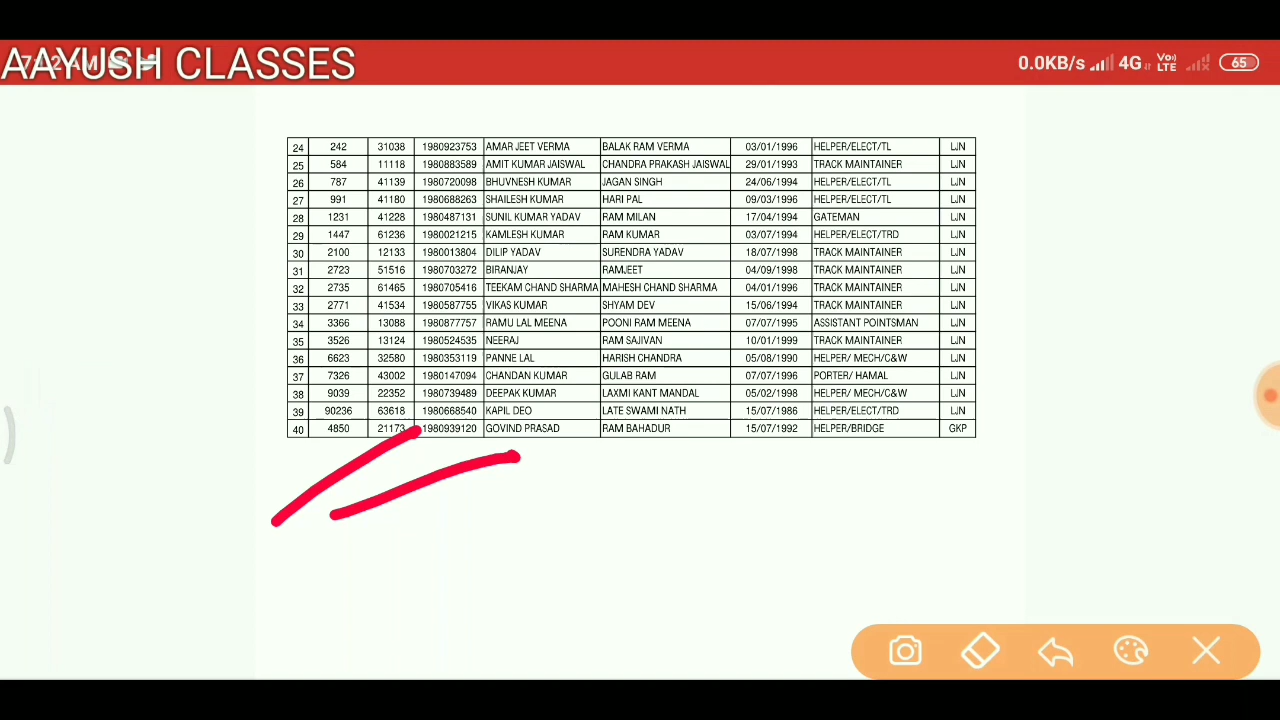 AAYUSH CLASSES
0.0KB/s 4G Vo) LTE 65
24 242 31038 1980923753 AMAR JEET VERMA BALAK RAM VERMA 03/01/1996 HELPER/ELECT/TL LJN
25 584 11118 1980883589 AMIT KUMAR JAISWAL CHANDRA PRAKASH JAISWAL 29/01/1993 TRACK MAINTAINER LJN
26 787 41139 1980720098 BHUVNESH KUMAR JAGAN SINGH 24/06/1994 HELPER/ELECT/TL LJN
27 991 41180 1980688263 SHAILESH KUMAR HARI PAL 09/03/1996 HELPER/ELECT/TL LJN
28 1231 41228 1980487131 SUNIL KUMAR YADAV RAM MILAN 17/04/1994 GATEMAN LJN
29 1447 61236 1980021215 KAMLESH KUMAR RAM KUMAR 03/07/1994 HELPER/ELECT/TRD LJN
30 2100 12133 1980013804 DILIP YADAV SURENDRA YADAV 18/07/1998 TRACK MAINTAINER LJN
31 2723 51516 1980703272 BIRANJAY RAMJEET 04/09/1998 TRACK MAINTAINER LJN
32 2735 61465 1980705416 TEEKAM CHAND SHARMA MAHESH CHAND SHARMA 04/01/1996 TRACK MAINTAINER LJN
33 2771 41534 1980587755 VIKAS KUMAR SHYAM DEV 15/06/1994 TRACK MAINTAINER LJN
34 3366 13088 1980877757 RAMU LAL MEENA POONI RAM MEENA 07/07/1995 ASSISTANT POINTSMAN LJN
35 3526 13124 1980524535 NEERAJ RAM SAJIVAN 10/01/1999 TRACK MAINTAINER LJN
36 6623 32580 1980353119 PANNE LAL HARISH CHANDRA 05/08/1990 HELPER/ MECH/C&W LJN
37 7326 43002 1980147094 CHANDAN KUMAR GULAB RAM 07/07/1996 PORTER/ HAMAL LJN
38 9039 22352 1980739489 DEEPAK KUMAR LAXMI KANT MANDAL 05/02/1998 HELPER/ MECH/C&W LJN
39 90236 63618 1980668540 KAPIL DEO LATE SWAMI NATH 15/07/1986 HELPER/ELECT/TRD LJN
40 4850 21173 1980939120 GOVIND PRASAD RAM BAHADUR 15/07/1992 HELPER/BRIDGE GKP